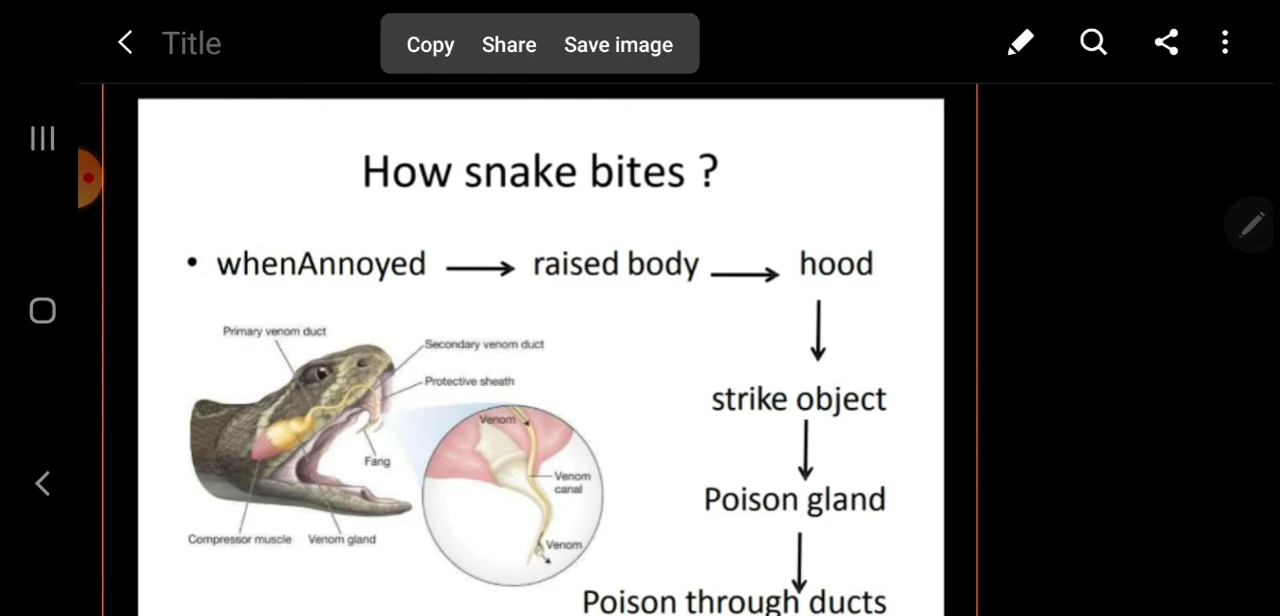 Title
Copy Share Save image
How snake bites ?
• whenAnnoyed → raised body → hood
Primary venom duct
Secondary venom duct
Protective sheath
strike object
Venom
Fang
Venom
canal
Poison gland
Compressor muscle Venom gland
Venom
Poison through ducts